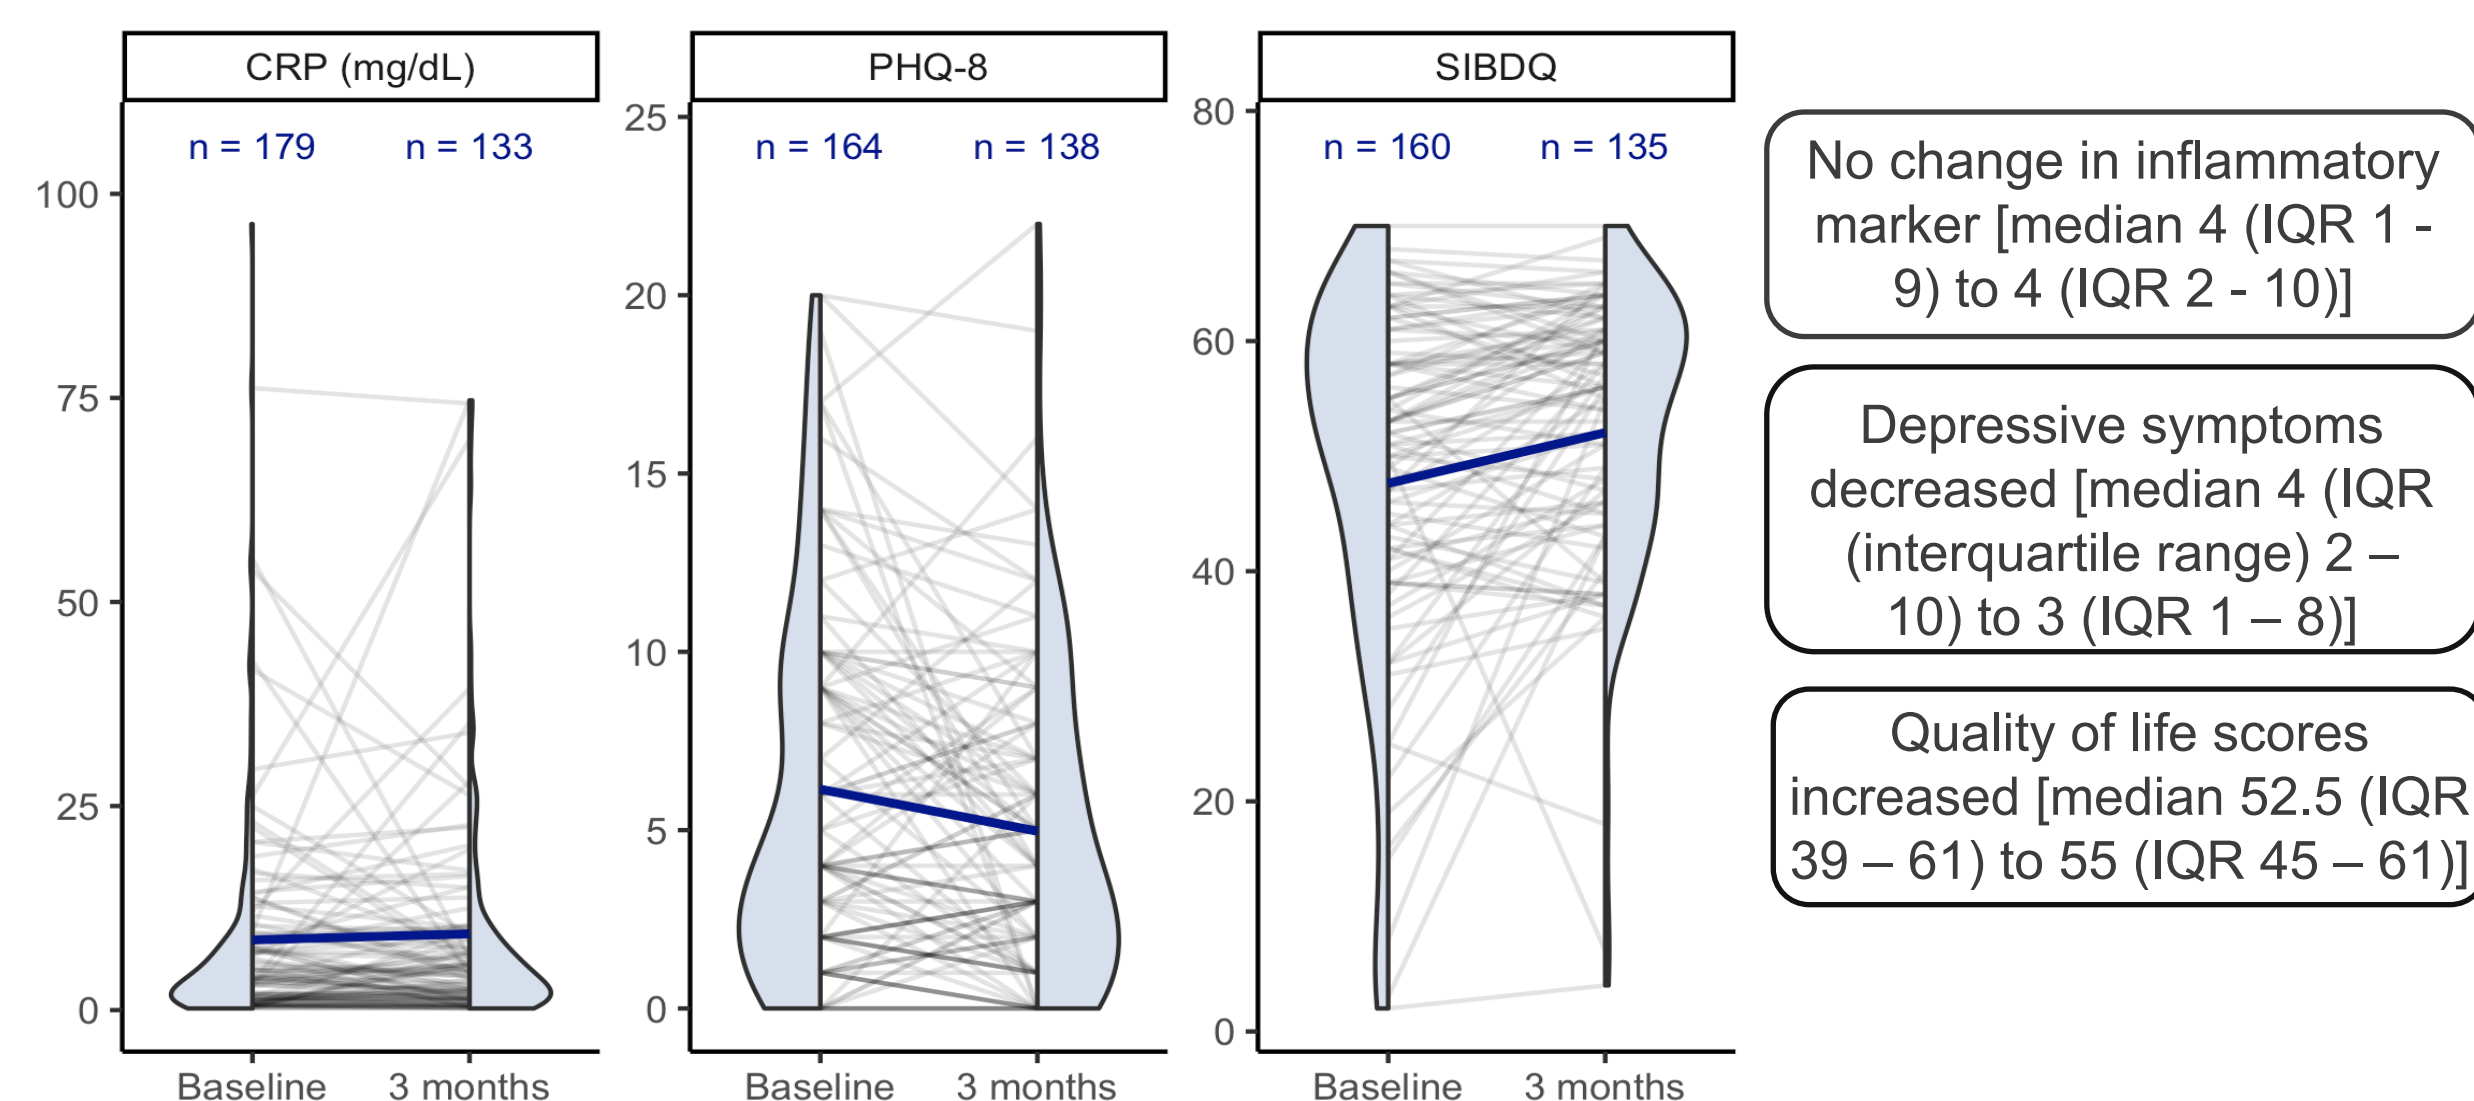 CRP (mg/dL)
n = 179 n = 133
100
75
50
25
0
Baseline 3 months
PHQ-8
n = 164 n = 138
25
20
15
10
5
0
Baseline 3 months
SIBDQ
n = 160 n = 135
80
60
40
20
0
Baseline 3 months
No change in inflammatory
marker [median 4 (IQR 1 -
9) to 4 (IQR 2 - 10)]
Depressive symptoms
decreased [median 4 (IQR
(interquartile range) 2 –
10) to 3 (IQR 1 – 8)]
Quality of life scores
increased [median 52.5 (IQR
39 – 61) to 55 (IQR 45 – 61)]